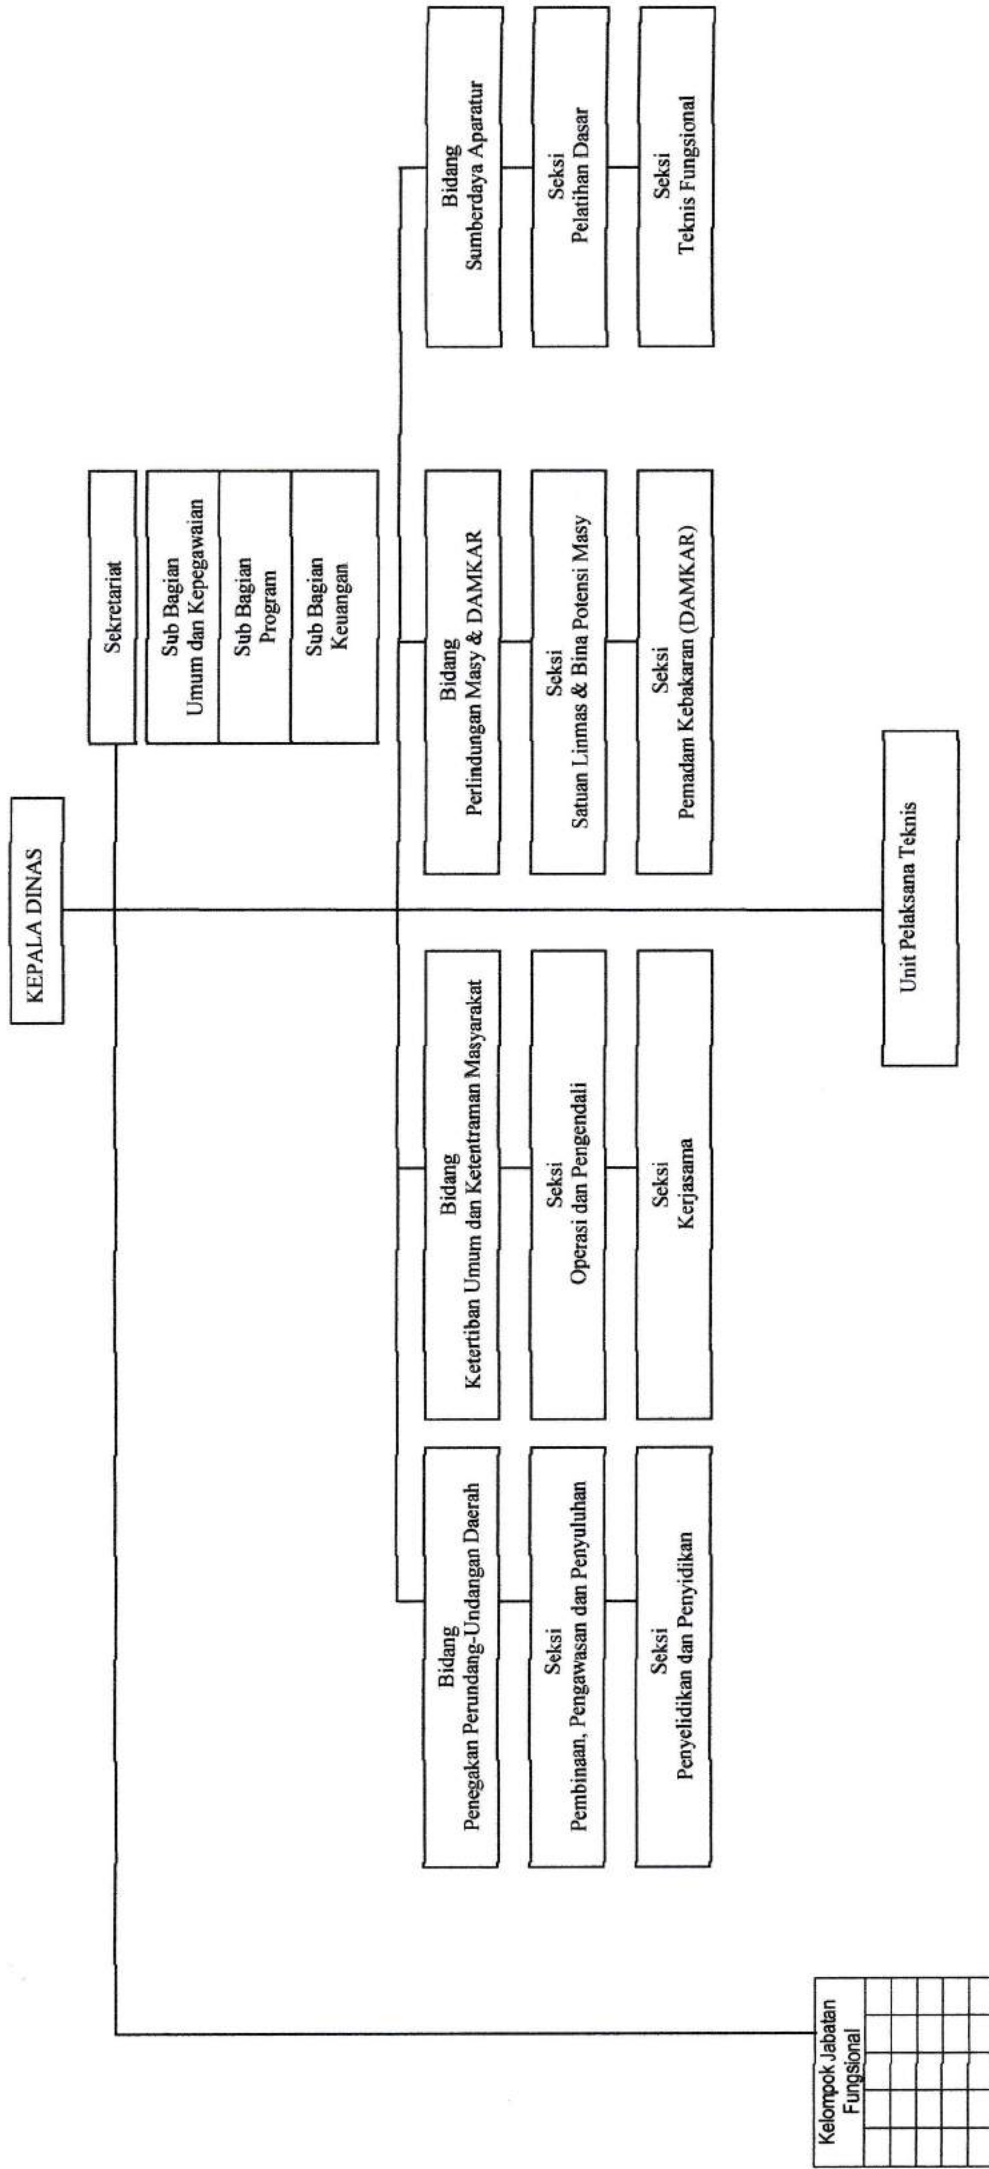 KEPALA DINAS
Sekretariat
Sub Bagian
Umum dan Kepegawaian
Sub Bagian
Program
Sub Bagian
Keuangan
Bidang
Penegakan Perundang-Undangan Daerah
Seksi
Pembinaan, Pengawasan dan Penyuluhan
Seksi
Penyelidikan dan Penyidikan
Bidang
Ketertiban Umum dan Ketentraman Masyarakat
Seksi
Operasi dan Pengendali
Seksi
Kerjasama
Bidang
Perlindungan Masy & DAMKAR
Seksi
Satuan Linmas & Bina Potensi Masy
Seksi
Pemadam Kebakaran (DAMKAR)
Bidang
Sumberdaya Aparatur
Seksi
Pelatihan Dasar
Seksi
Teknis Fungsional
Kelompok Jabatan
Fungsional
Unit Pelaksana Teknis